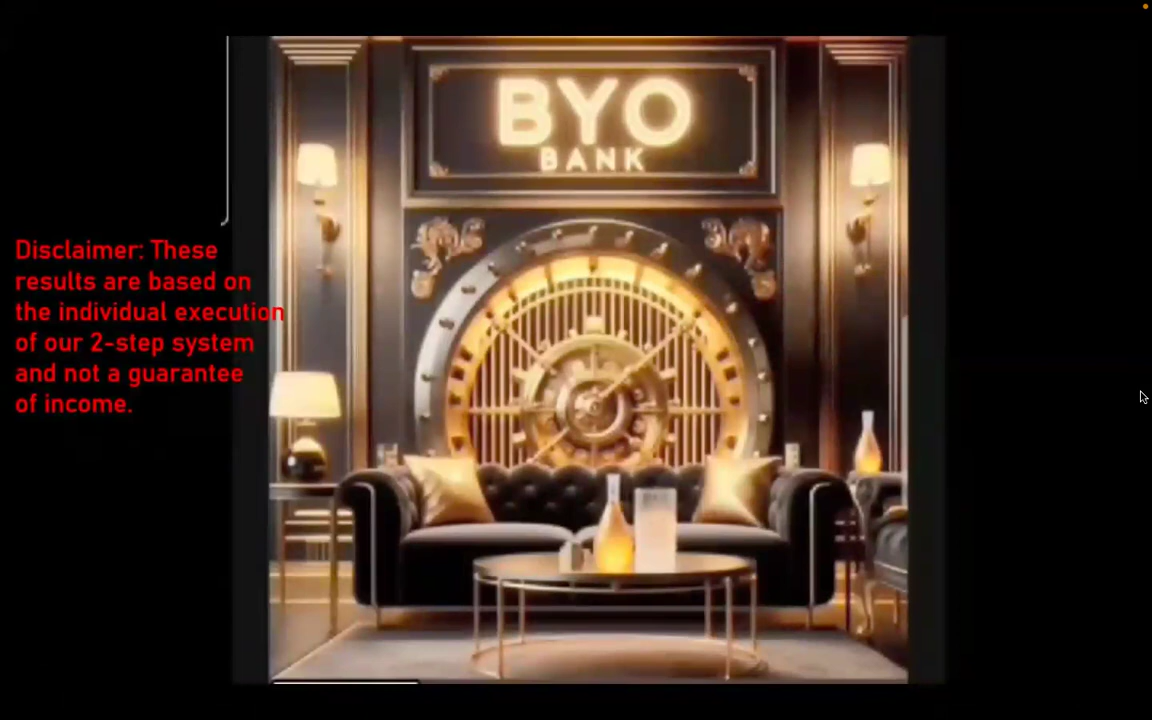 BYO
BANK
Disclaimer: These
results are based on
the individual execution
of our 2-step system
and not a guarantee
of income.